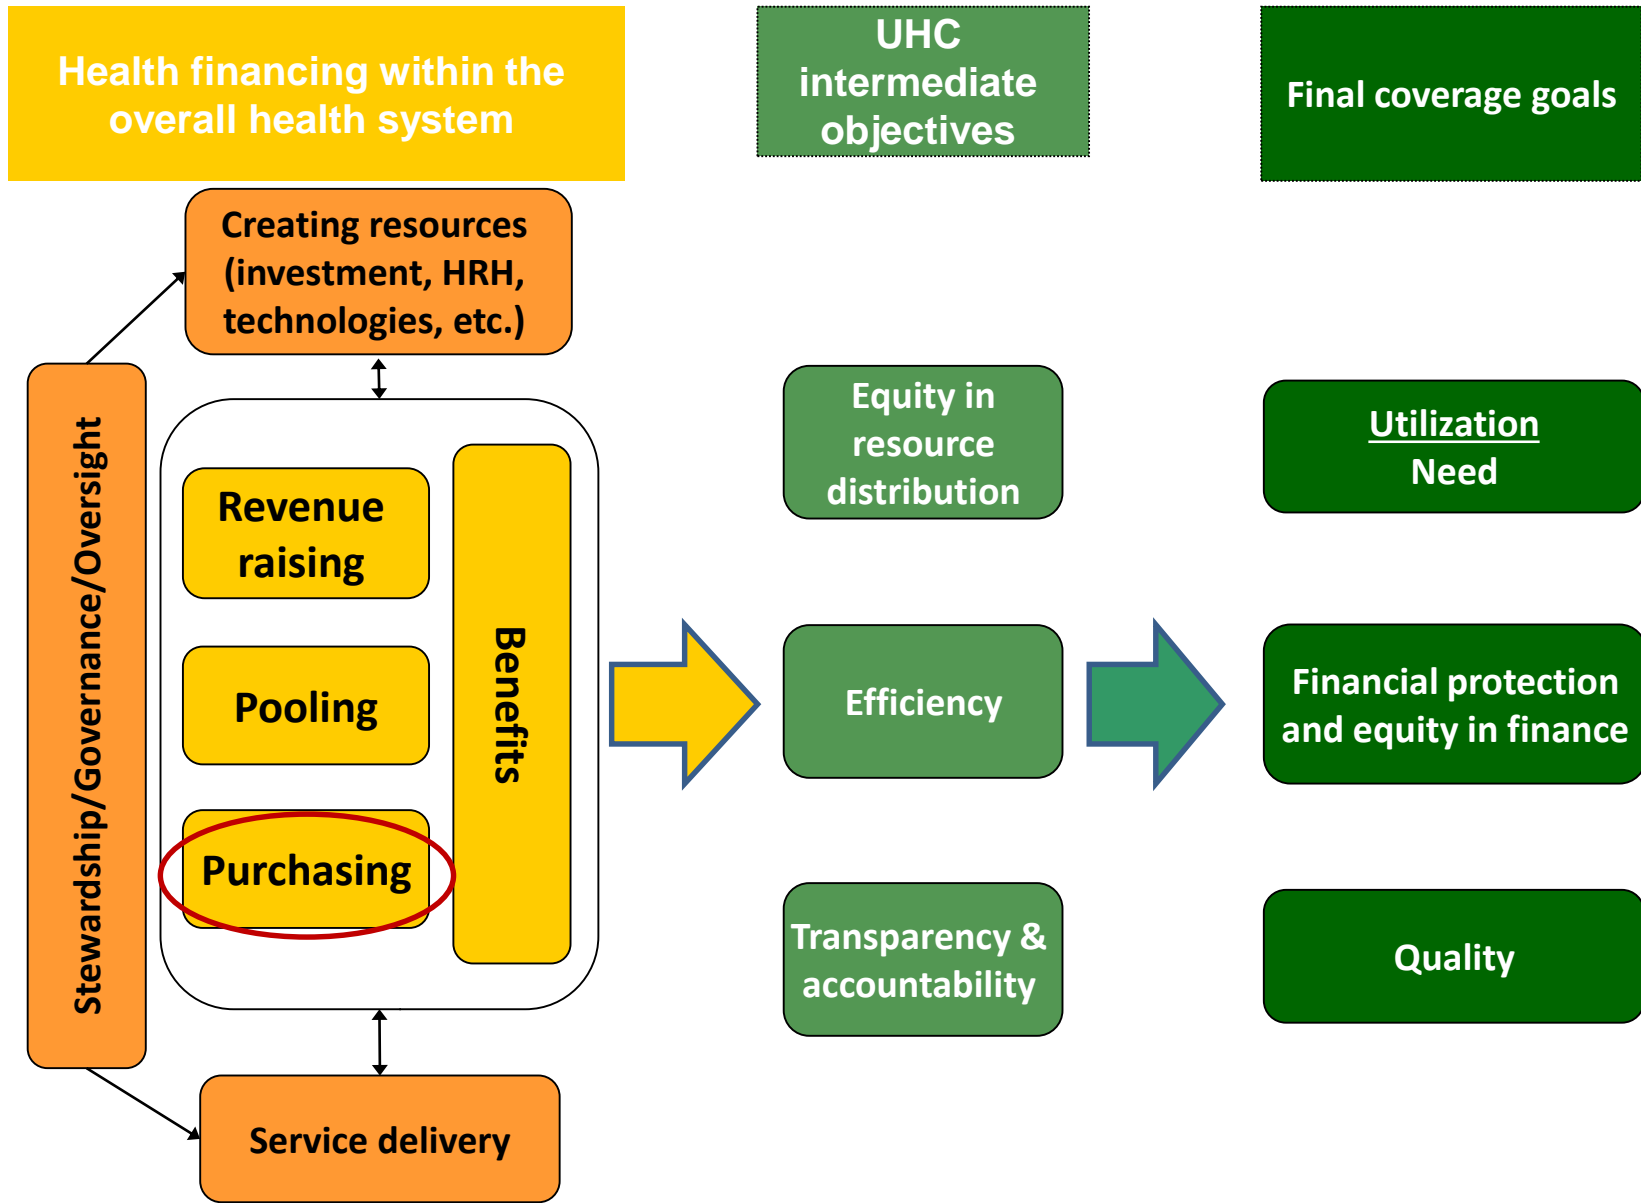 Health financing within the
overall health system
UHC
intermediate
objectives
Final coverage goals
Creating resources
(investment, HRH,
technologies, etc.)
Stewardship/Governance/Oversight
Revenue
raising
Pooling
Purchasing
Benefits
Service delivery
Equity in
resource
distribution
Efficiency
Transparency &
accountability
Utilization
Need
Financial protection
and equity in finance
Quality